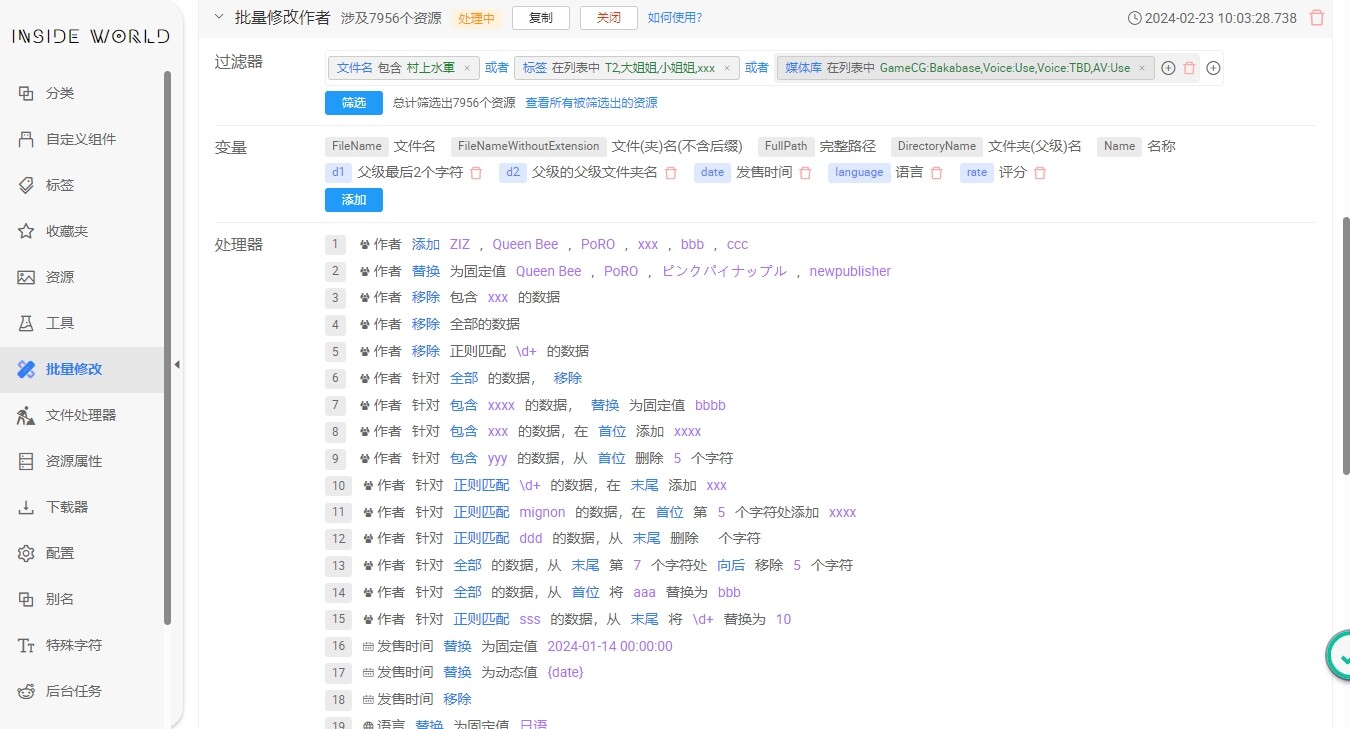 INSIDE WORLD
分类
自定义组件
标签
收藏夹
资源
工具
批量修改
文件处理器
资源属性
下载器
配置
别名
特殊字符
后台任务
批量修改作者 涉及7956个资源 处理中 复制 关闭 如何使用? 2024-02-23 10:03:28.738
过滤器
文件名 包含 村上水軍 × 或者 标签 在列表中 T2,大姐姐,小姐姐,xxx × 或者 媒体库 在列表中 GameCG:Bakabase,Voice:Use,Voice:TBD,AV:Use ×
筛选 总计筛选出7956个资源 查看所有被筛选出的资源
变量
FileName 文件名 FileNameWithoutExtension 文件(夹)名(不含后缀) FullPath 完整路径 DirectoryName 文件夹(父级)名 Name 名称
d1 父级最后2个字符 d2 父级的父级文件夹名 date 发售时间 language 语言 rate 评分
添加
处理器
1 作者 添加 ZIZ , Queen Bee , PoRO , xxx , bbb , ccc
2 作者 替换 为固定值 Queen Bee , PoRO , ピンクパイナップル , newpublisher
3 作者 移除 包含 xxx 的数据
4 作者 移除 全部的数据
5 作者 移除 正则匹配 \d+ 的数据
6 作者 针对 全部 的数据， 移除
7 作者 针对 包含 xxxx 的数据， 替换 为固定值 bbbb
8 作者 针对 包含 xxx 的数据，在 首位 添加 xxxx
9 作者 针对 包含 yyy 的数据，从 首位 删除 5 个字符
10 作者 针对 正则匹配 \d+ 的数据，在 末尾 添加 xxx
11 作者 针对 正则匹配 mignon 的数据，在 首位 第 5 个字符处添加 xxxx
12 作者 针对 正则匹配 ddd 的数据，从 末尾 删除 个字符
13 作者 针对 全部 的数据，从 末尾 第 7 个字符处 向后 移除 5 个字符
14 作者 针对 全部 的数据，从 首位 将 aaa 替换为 bbb
15 作者 针对 正则匹配 sss 的数据，从 末尾 将 \d+ 替换为 10
16 发售时间 替换 为固定值 2024-01-14 00:00:00
17 发售时间 替换 为动态值 {date}
18 发售时间 移除
19 语言 替换 为固定值 日语